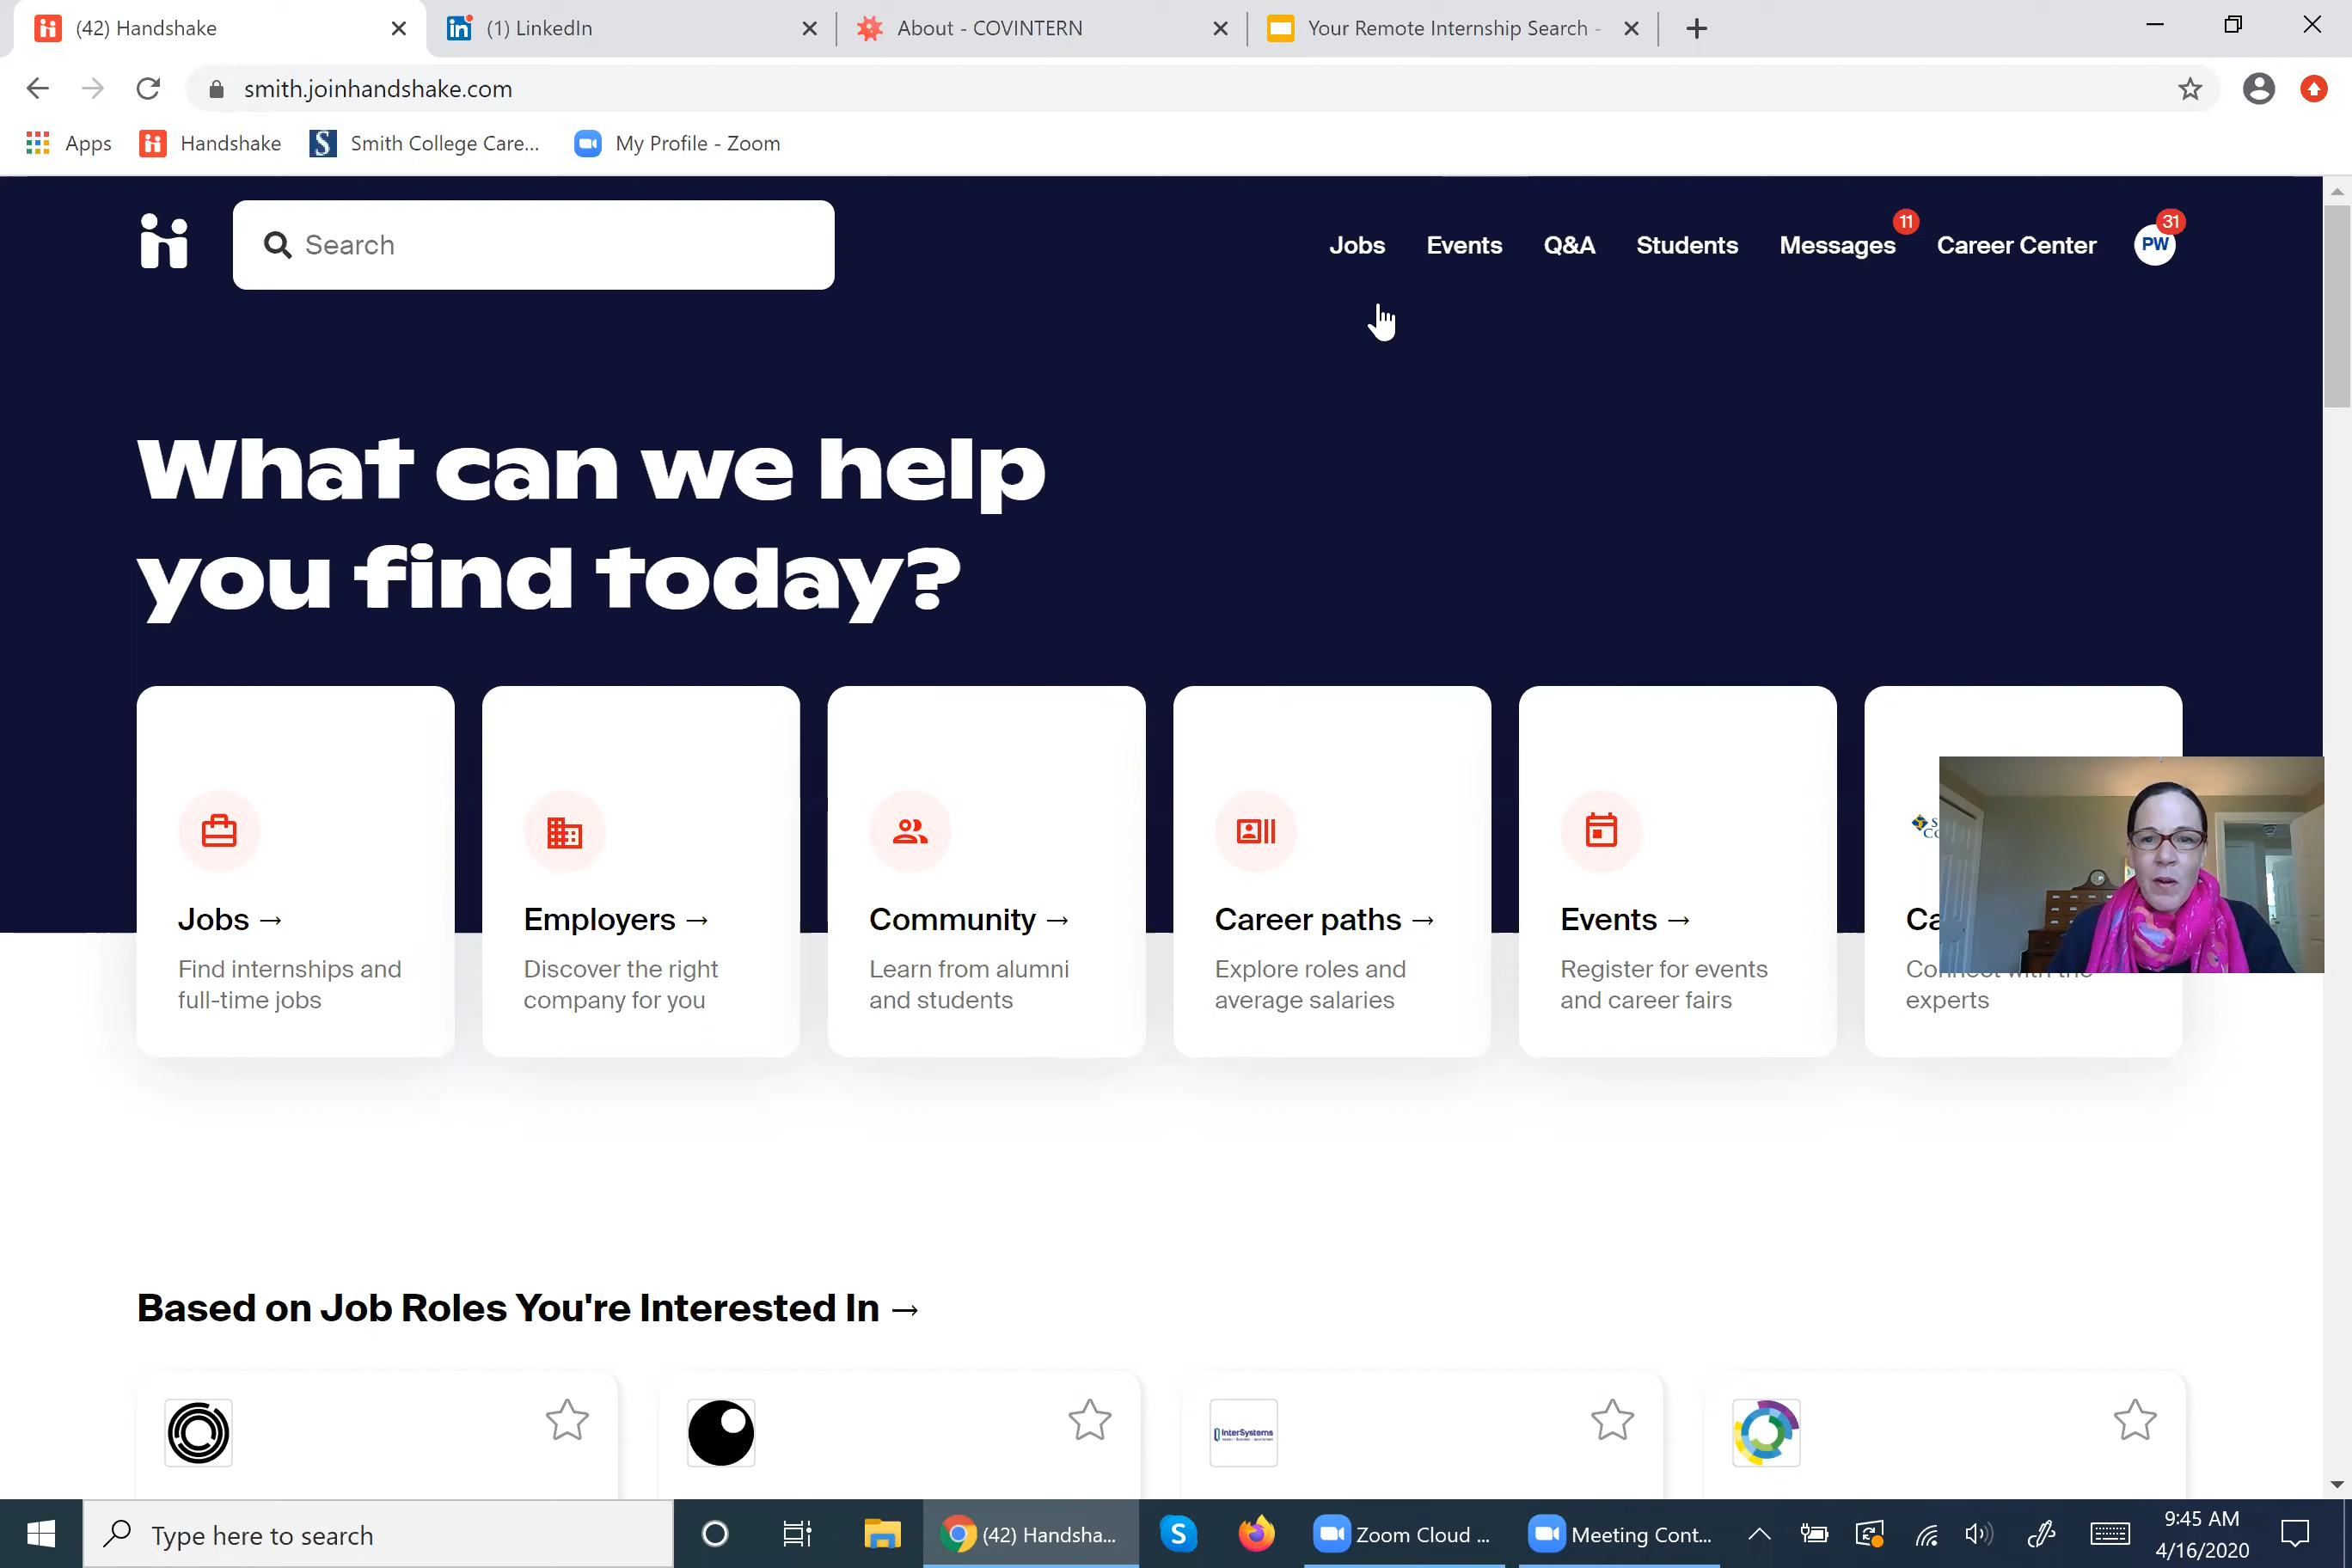 (42) Handshake
(1) LinkedIn
About - COVINTERN
Your Remote Internship Search -
smith.joinhandshake.com
Apps
Handshake
S
Smith College Care...
My Profile - Zoom
Search
Jobs
Events
Q&A
Students
Messages
11
Career Center
PW
31
What can we help
you find today?
Jobs →
Find internships and
full-time jobs
Employers →
Discover the right
company for you
Community →
Learn from alumni
and students
Career paths →
Explore roles and
average salaries
Events →
Register for events
and career fairs
experts
Based on Job Roles You're Interested In →
InterSystems
Type here to search
(42) Handsha...
Zoom Cloud ...
Meeting Cont...
9:45 AM
4/16/2020